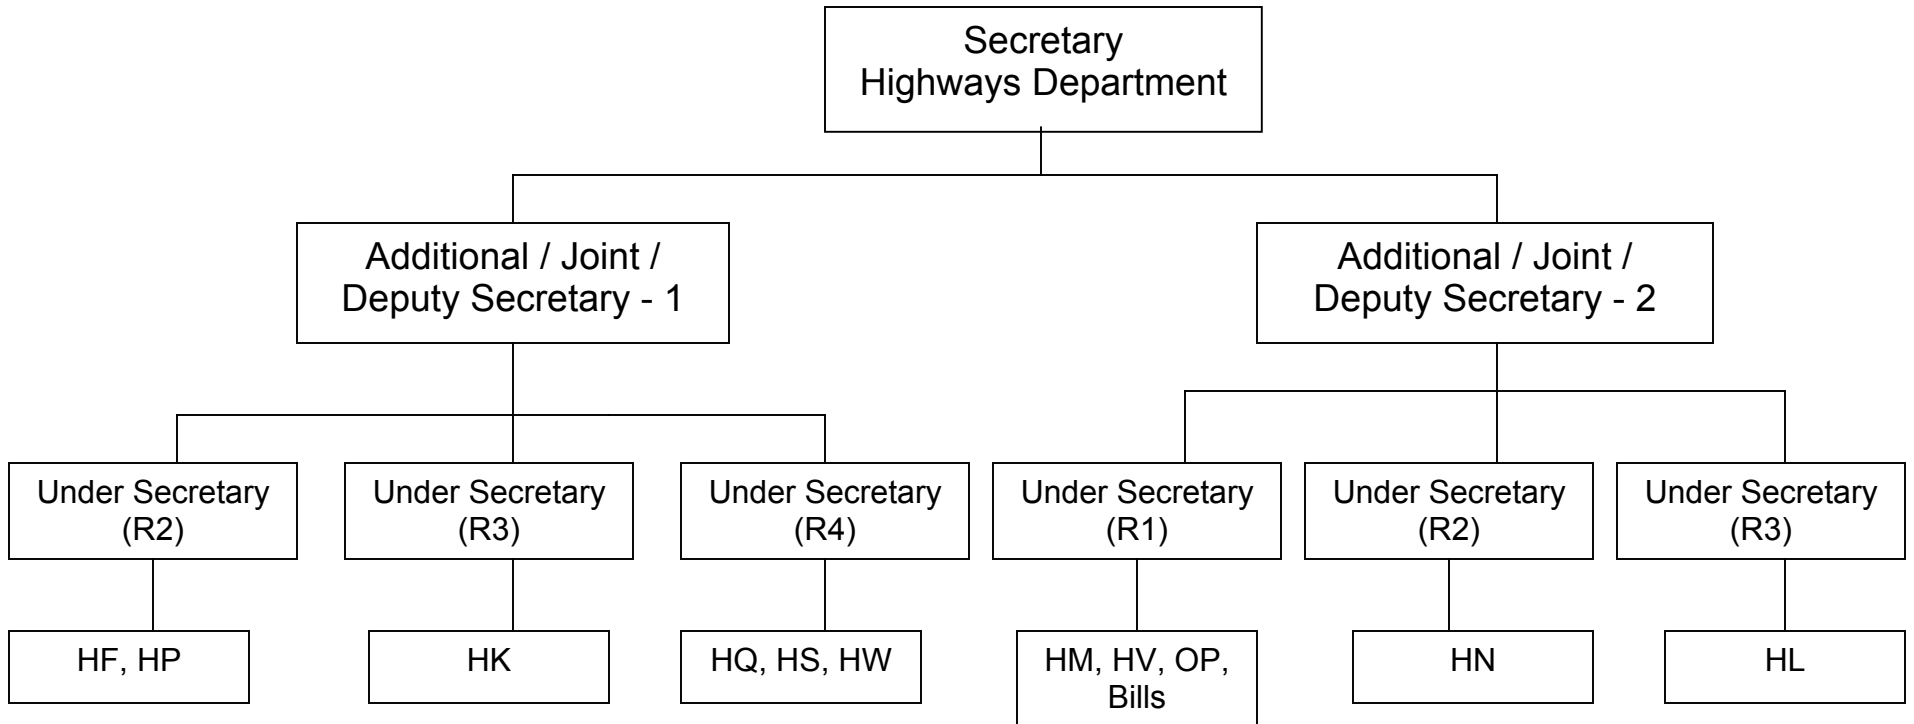 Secretary
Highways Department
Additional / Joint /
Deputy Secretary - 1
Additional / Joint /
Deputy Secretary - 2
Under Secretary
(R2)
Under Secretary
(R3)
Under Secretary
(R4)
Under Secretary
(R1)
Under Secretary
(R2)
Under Secretary
(R3)
HF, HP
HK
HQ, HS, HW
HM, HV, OP,
Bills
HN
HL